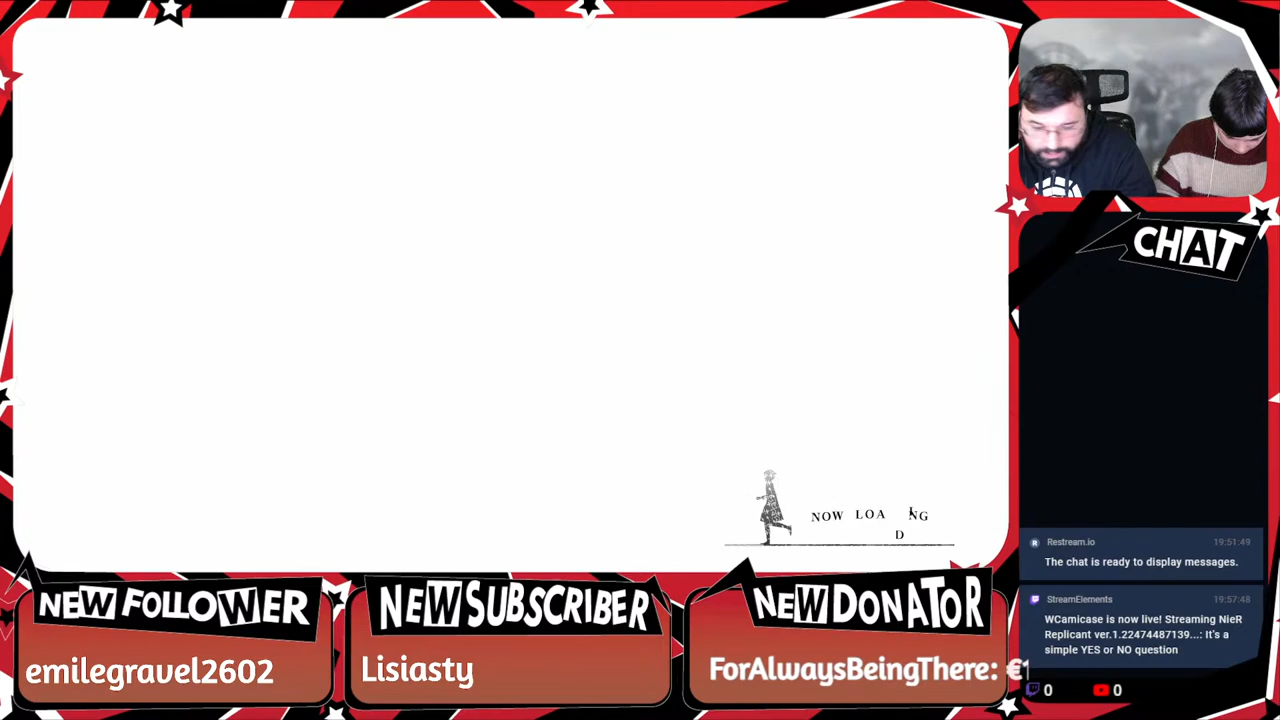 NOW LOADING
CHAT
Restream.io 19:51:49
The chat is ready to display messages.
StreamElements 19:57:48
WCamicase is now live! Streaming NieR
Replicant ver.1.22474487139...: It's a
simple YES or NO question
0 0
NEW FOLLOWER
emilegravel2602
NEW SUBSCRIBER
Lisiasty
NEW DONATOR
ForAlwaysBeingThere: €1